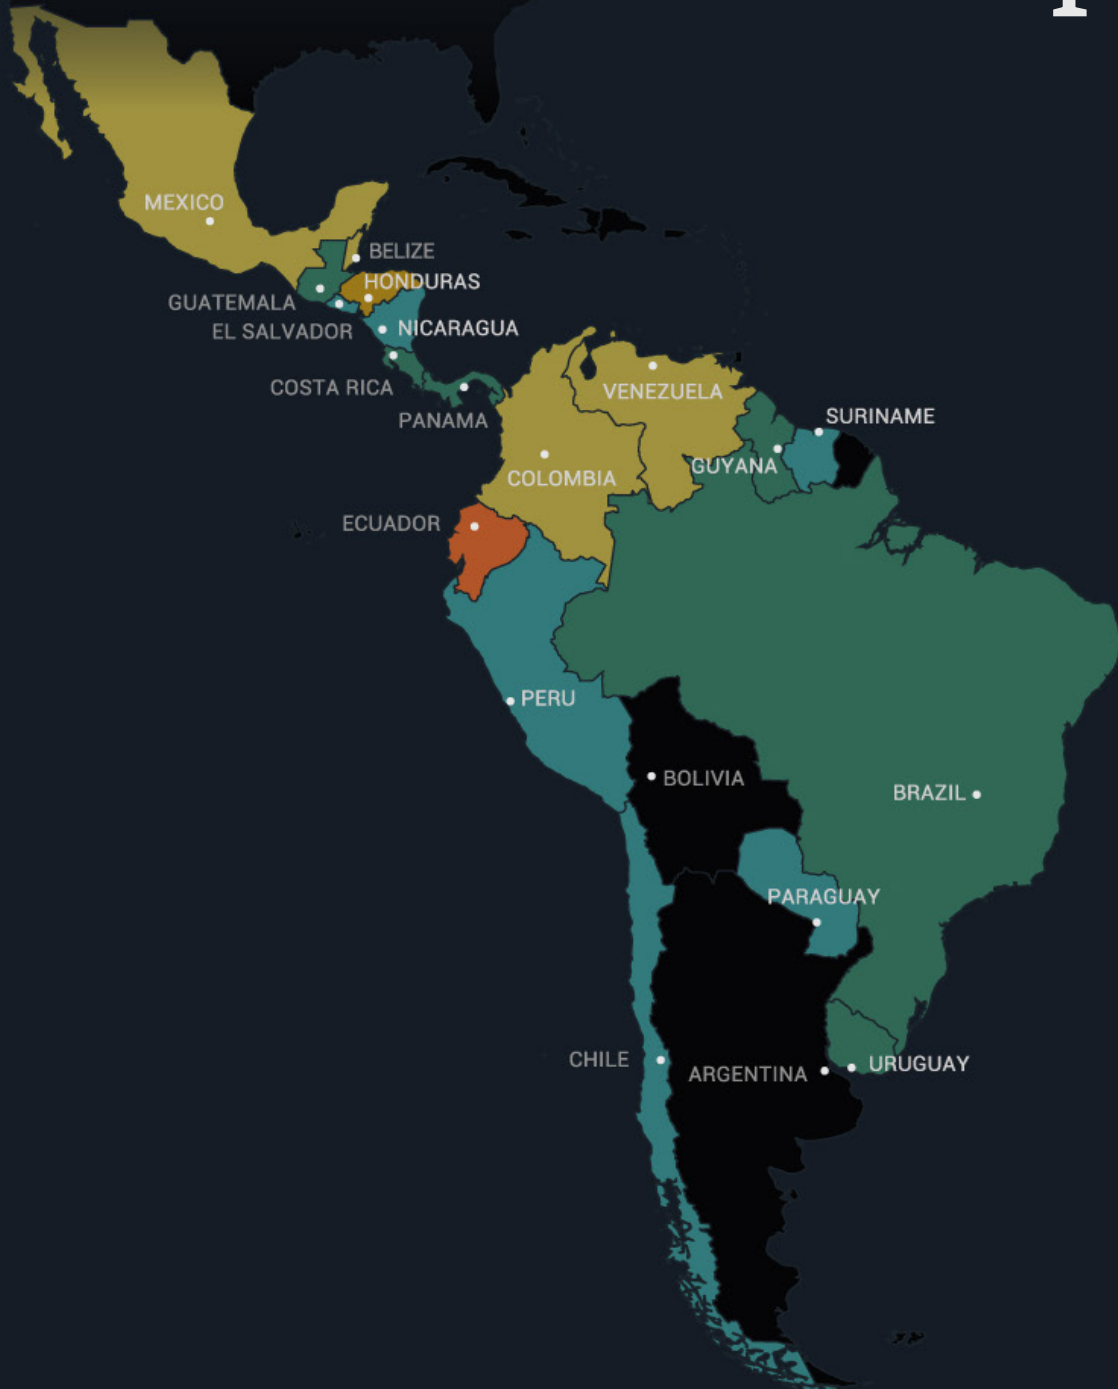 MEXICO
BELIZE
HONDURAS
GUATEMALA
EL SALVADOR
NICARAGUA
COSTA RICA
PANAMA
VENEZUELA
SURINAME
GUYANA
COLOMBIA
ECUADOR
PERU
BOLIVIA
BRAZIL
PARAGUAY
CHILE
ARGENTINA
URUGUAY